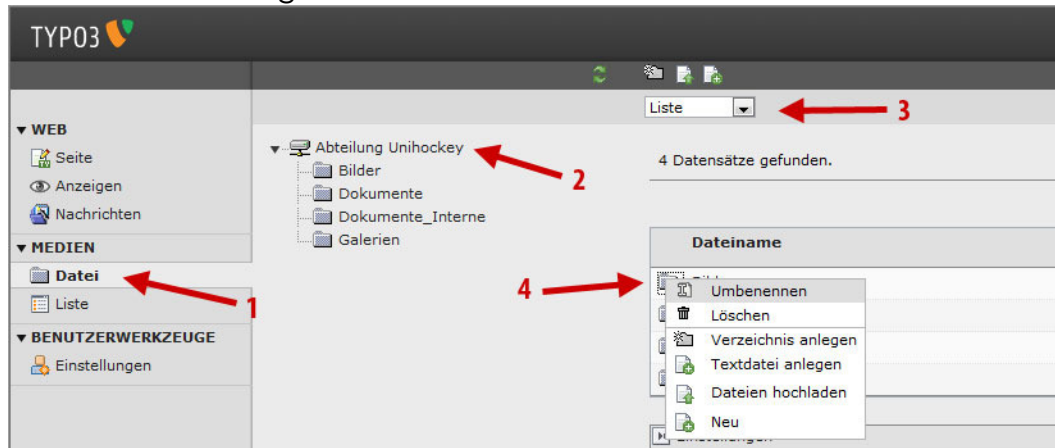 TYPO3
Liste
3
WEB
Seite
Anzeigen
Nachrichten
MEDIEN
Datei
1
Liste
BENUTZERWERKZEUGE
Einstellungen
Abteilung Unihockey
2
Bilder
Dokumente
Dokumente_Interne
Galerien
4 Datensätze gefunden.
Dateiname
4
Umbenennen
Löschen
Verzeichnis anlegen
Textdatei anlegen
Dateien hochladen
Neu